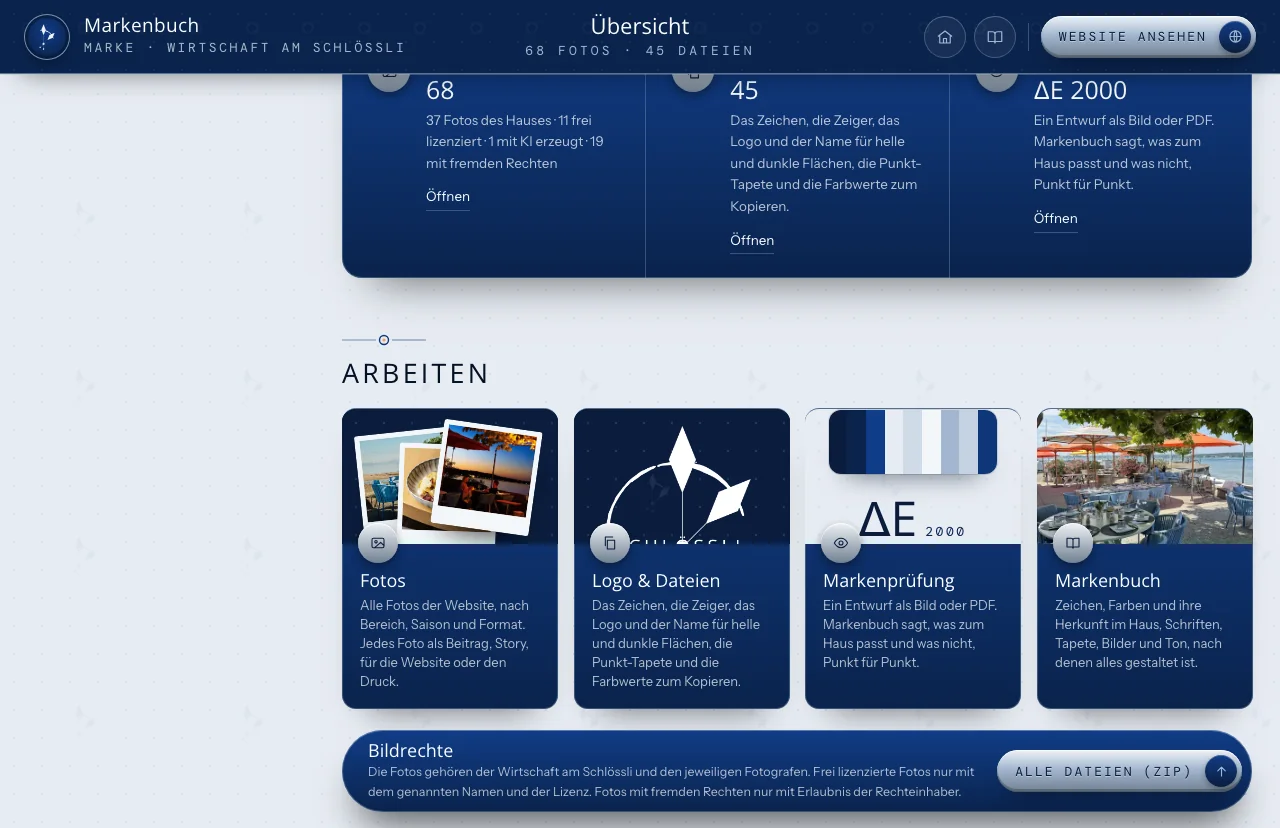 Markenbuch
MARKE · WIRTSCHAFT AM SCHLÖSSLI
Übersicht
68 FOTOS · 45 DATEIEN
WEBSITE ANSEHEN
68
37 Fotos des Hauses · 11 frei
lizenziert · 1 mit KI erzeugt · 19
mit fremden Rechten
Öffnen
45
Das Zeichen, die Zeiger, das
Logo und der Name für helle
und dunkle Flächen, die Punkt-
Tapete und die Farbwerte zum
Kopieren.
Öffnen
ΔE 2000
Ein Entwurf als Bild oder PDF.
Markenbuch sagt, was zum
Haus passt und was nicht,
Punkt für Punkt.
Öffnen
ARBEITEN
Fotos
Alle Fotos der Website, nach
Bereich, Saison und Format.
Jedes Foto als Beitrag, Story,
für die Website oder den
Druck.
Logo & Dateien
Das Zeichen, die Zeiger, das
Logo und der Name für helle
und dunkle Flächen, die
Punkt-Tapete und die
Farbwerte zum Kopieren.
ΔE 2000
Markenprüfung
Ein Entwurf als Bild oder PDF.
Markenbuch sagt, was zum
Haus passt und was nicht,
Punkt für Punkt.
Markenbuch
Zeichen, Farben und ihre
Herkunft im Haus, Schriften,
Tapete, Bilder und Ton, nach
denen alles gestaltet ist.
Bildrechte
Die Fotos gehören der Wirtschaft am Schlössli und den jeweiligen Fotografen. Frei lizenzierte Fotos nur mit
dem genannten Namen und der Lizenz. Fotos mit fremden Rechten nur mit Erlaubnis der Rechteinhaber.
ALLE DATEIEN (ZIP)